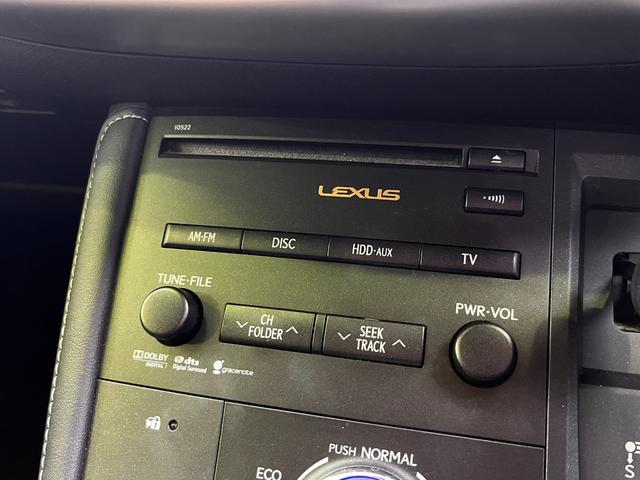 10522
LEXUS
AM·FM DISC HDD·AUX TV
TUNE·FILE
PWR·VOL
CH
FOLDER
SEEK
TRACK
DOLBY
DIGITAL
dts
Digital Surround
gracenote
PUSH NORMAL
ECO
S